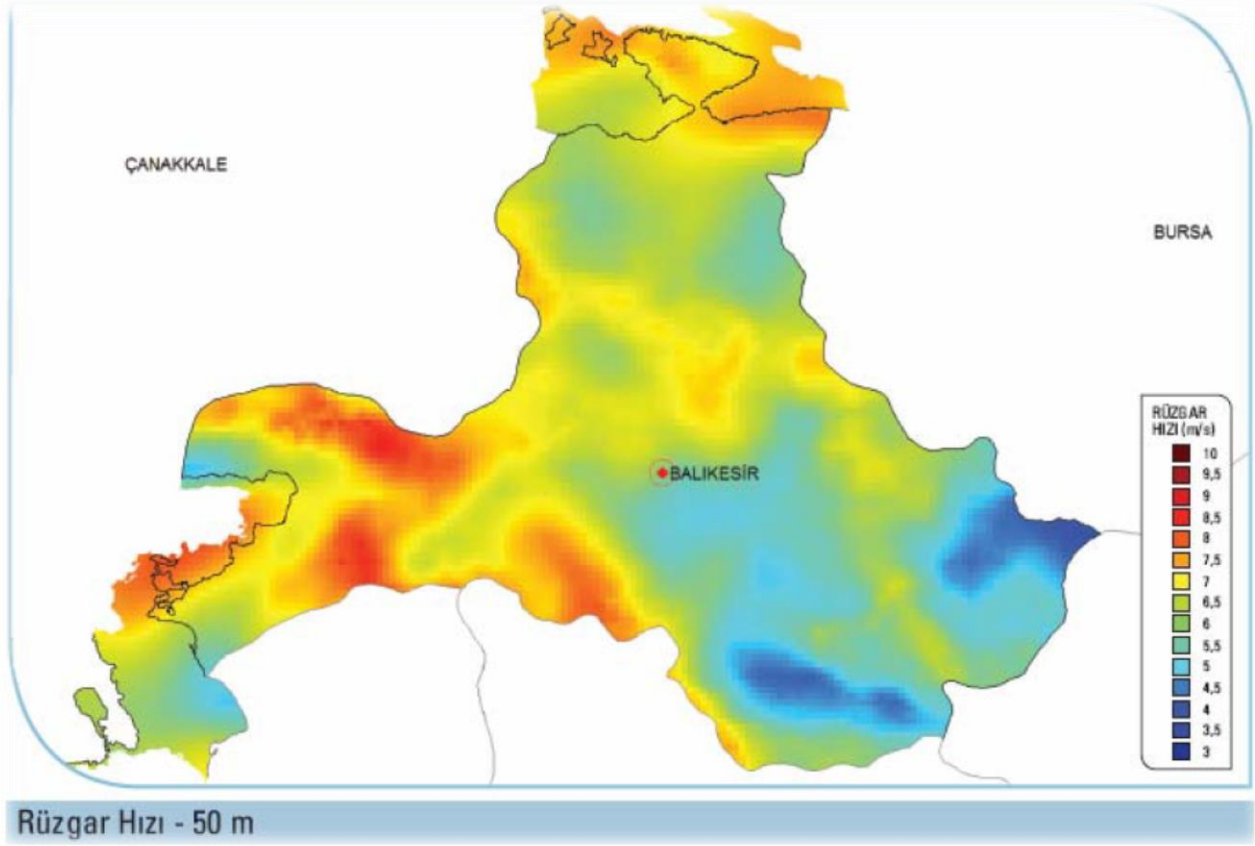 ÇANAKKALE
BURSA
BALIKESİR
RÜZGAR
HIZI (m/s)
10
9,5
9
8,5
8
7,5
7
6,5
6
5,5
5
4,5
4
3,5
3
Rüzgar Hızı - 50 m